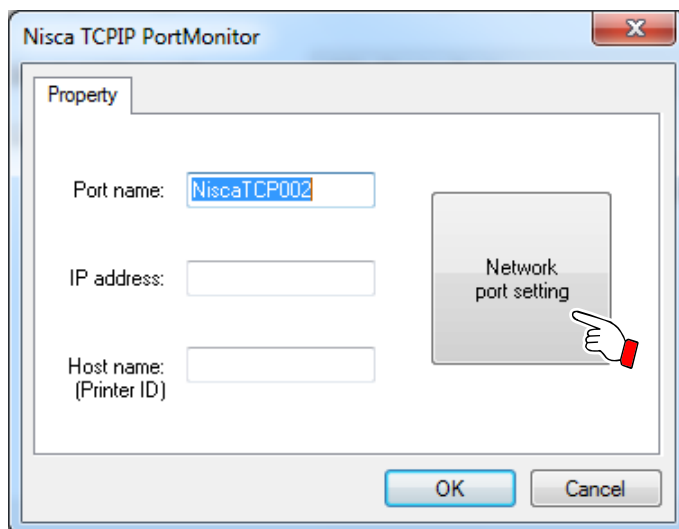 Nisca TCPIP PortMonitor
Property
Port name: NiscaTCP002
IP address:
Host name:
(Printer ID)
Network
port setting
OK Cancel